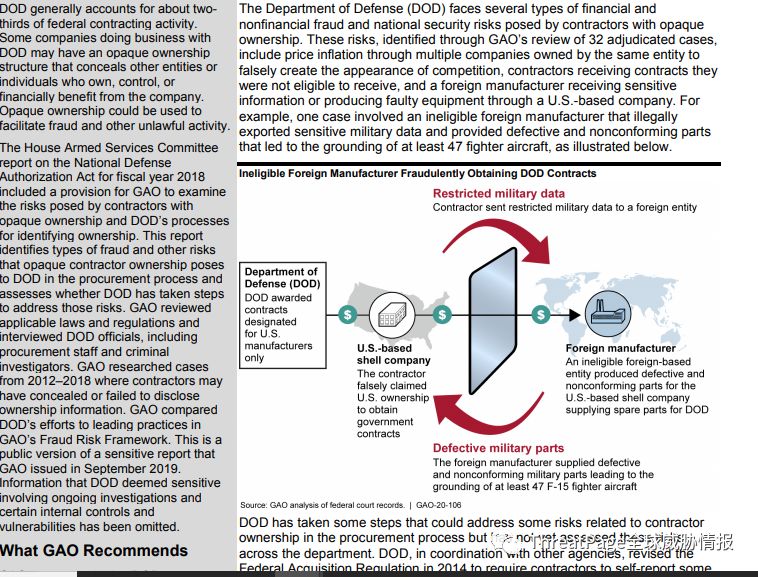 DOD generally accounts for about two-
thirds of federal contracting activity.
Some companies doing business with
DOD may have an opaque ownership
structure that conceals other entities or
individuals who own, control, or
financially benefit from the company.
Opaque ownership could be used to
facilitate fraud and other unlawful activity.
The House Armed Services Committee
report on the National Defense
Authorization Act for fiscal year 2018
included a provision for GAO to examine
the risks posed by contractors with
opaque ownership and DOD's processes
for identifying ownership. This report
identifies types of fraud and other risks
that opaque contractor ownership poses
to DOD in the procurement process and
assesses whether DOD has taken steps
to address those risks. GAO reviewed
applicable laws and regulations and
interviewed DOD officials, including
procurement staff and criminal
investigators. GAO researched cases
from 2012–2018 where contractors may
have concealed or failed to disclose
ownership information. GAO compared
DOD's efforts to leading practices in
GAO's Fraud Risk Framework. This is a
public version of a sensitive report that
GAO issued in September 2019.
Information that DOD deemed sensitive
involving ongoing investigations and
certain internal controls and
vulnerabilities has been omitted.
What GAO Recommends
The Department of Defense (DOD) faces several types of financial and
nonfinancial fraud and national security risks posed by contractors with opaque
ownership. These risks, identified through GAO's review of 32 adjudicated cases,
include price inflation through multiple companies owned by the same entity to
falsely create the appearance of competition, contractors receiving contracts they
were not eligible to receive, and a foreign manufacturer receiving sensitive
information or producing faulty equipment through a U.S.-based company. For
example, one case involved an ineligible foreign manufacturer that illegally
exported sensitive military data and provided defective and nonconforming parts
that led to the grounding of at least 47 fighter aircraft, as illustrated below.
Ineligible Foreign Manufacturer Fraudulently Obtaining DOD Contracts
Restricted military data
Contractor sent restricted military data to a foreign entity
Department of
Defense (DOD)
DOD awarded
contracts
designated
for U.S.
manufacturers
only
$
$
$
U.S.-based
shell company
The contractor
falsely claimed
U.S. ownership
to obtain
government
contracts
Foreign manufacturer
An ineligible foreign-based
entity produced defective and
nonconforming parts for the
U.S.-based shell company
supplying spare parts for DOD
Defective military parts
The foreign manufacturer supplied defective
and nonconforming military parts leading to the
grounding of at least 47 F-15 fighter aircraft
Source: GAO analysis of federal court records. | GAO-20-106
DOD has taken some steps that could address some risks related to contractor
ownership in the procurement process but
not yet assessed these
across the department. DOD, in coordination with other agencies, revised the
Federal Acquisition Regulation in 2014 to require contractors to self-report some
ThreatPage全球威胁情报